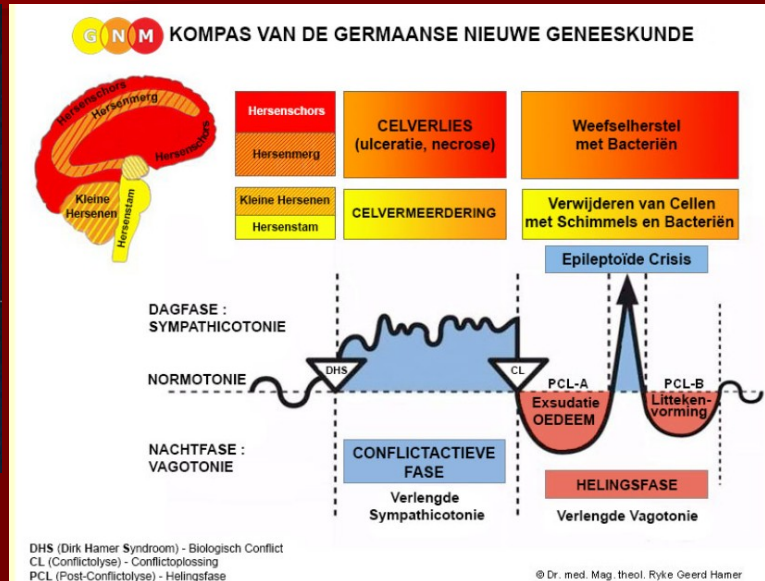 GNM KOMPAS VAN DE GERMAANSE NIEUWE GENEESKUNDE
Hersenschors
Hersenmerg
Hersenschors
Kleine
Hersenen
Hersenstam
Hersenschors
Hersenmerg
CELVERLIES
(ulceratie, necrose)
Weefselherstel
met Bacteriën
Kleine Hersenen
Hersenstam
CELVERMEERDERING
Verwijderen van Cellen
met Schimmels en Bacteriën
Epileptoïde Crisis
DAGFASE :
SYMPATHICOTONIE
DHS
CL
NORMOTONIE
PCL-A
Exsudatie
OEDEEM
PCL-B
Litteken-
vorming
NACHTFASE :
VAGOTONIE
CONFLICTACTIEVE
FASE
Verlengde
Sympathicotonie
HELINGSFASE
Verlengde Vagotonie
DHS (Dirk Hamer Syndroom) - Biologisch Conflict
CL (Conflictolyse) - Conflictoplossing
PCL (Post-Conflictolyse) - Helingsfase
© Dr. med. Mag. theol. Ryke Geerd Hamer